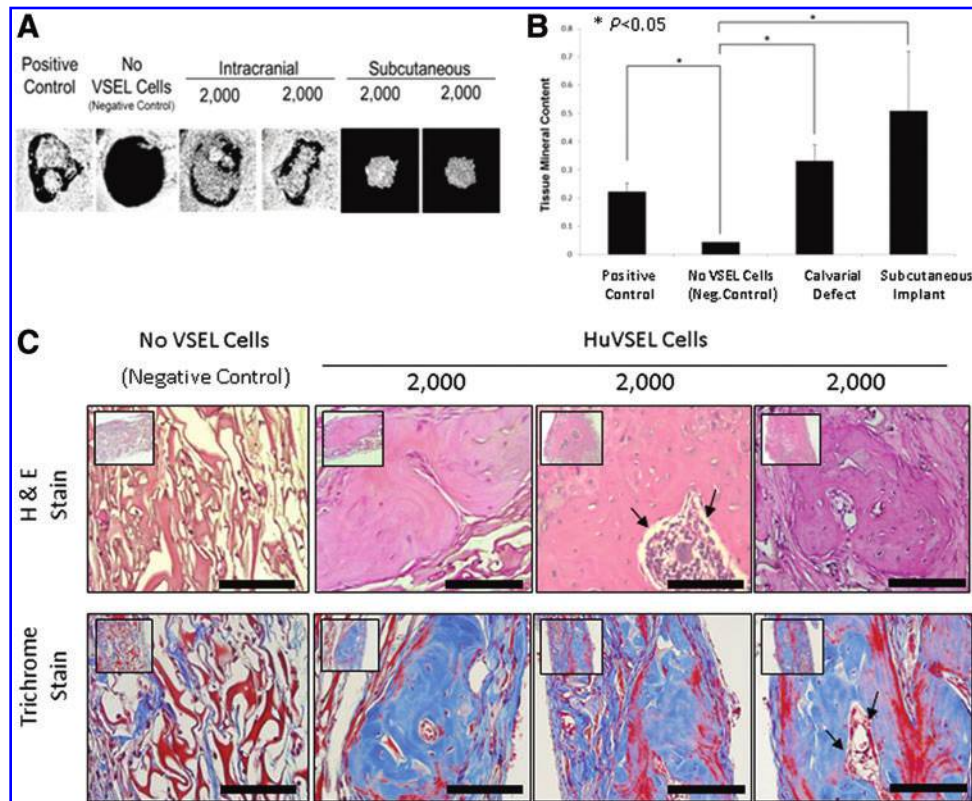 A
Positive Control
No VSEL Cells
(Negative Control)
Intracranial
2,000 2,000
Subcutaneous
2,000 2,000
B
* P<0.05
*
*
*
Tissue Mineral Content
0.8
0.7
0.6
0.5
0.4
0.3
0.2
0.1
0
Positive Control
No VSEL Cells
(Neg.Control)
Calvarial Defect
Subcutaneous Implant
C
No VSEL Cells
(Negative Control)
HuVSEL Cells
2,000 2,000 2,000
H & E
Stain
Trichrome
Stain